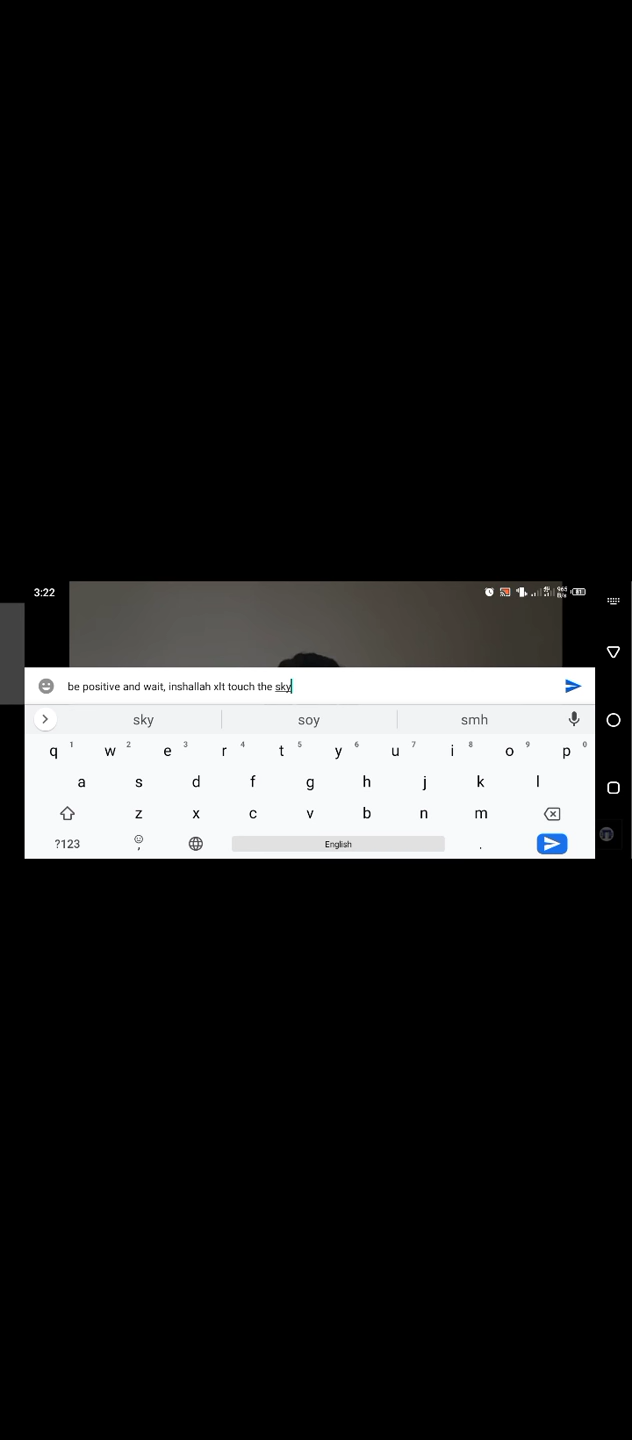 3:22
be positive and wait, inshallah xlt touch the sky
sky soy smh
q 1 w 2 e 3 r 4 t 5 y 6 u 7 i 8 o 9 p 0
a s d f g h j k l
z x c v b n m
?123 , English .